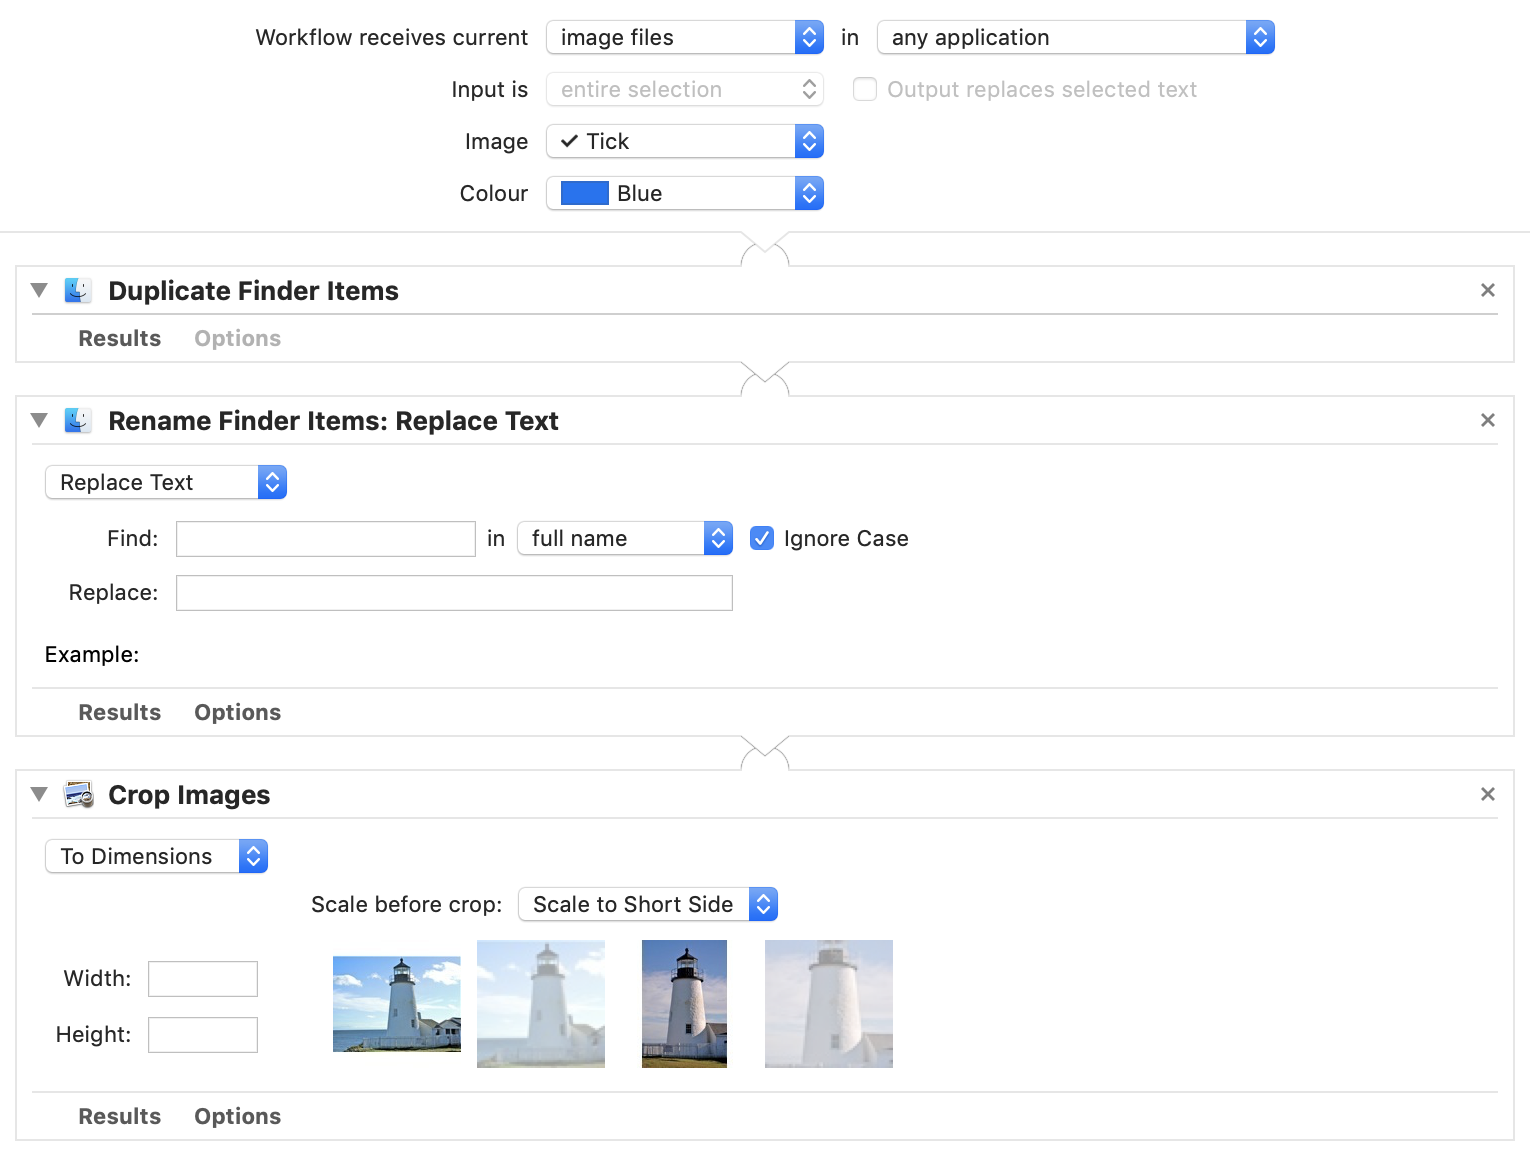 Workflow receives current image files in any application
Input is entire selection Output replaces selected text
Image Tick
Colour Blue
Duplicate Finder Items
Results Options
Rename Finder Items: Replace Text
Replace Text
Find: in full name Ignore Case
Replace:
Example:
Results Options
Crop Images
To Dimensions
Scale before crop: Scale to Short Side
Width:
Height:
Results Options